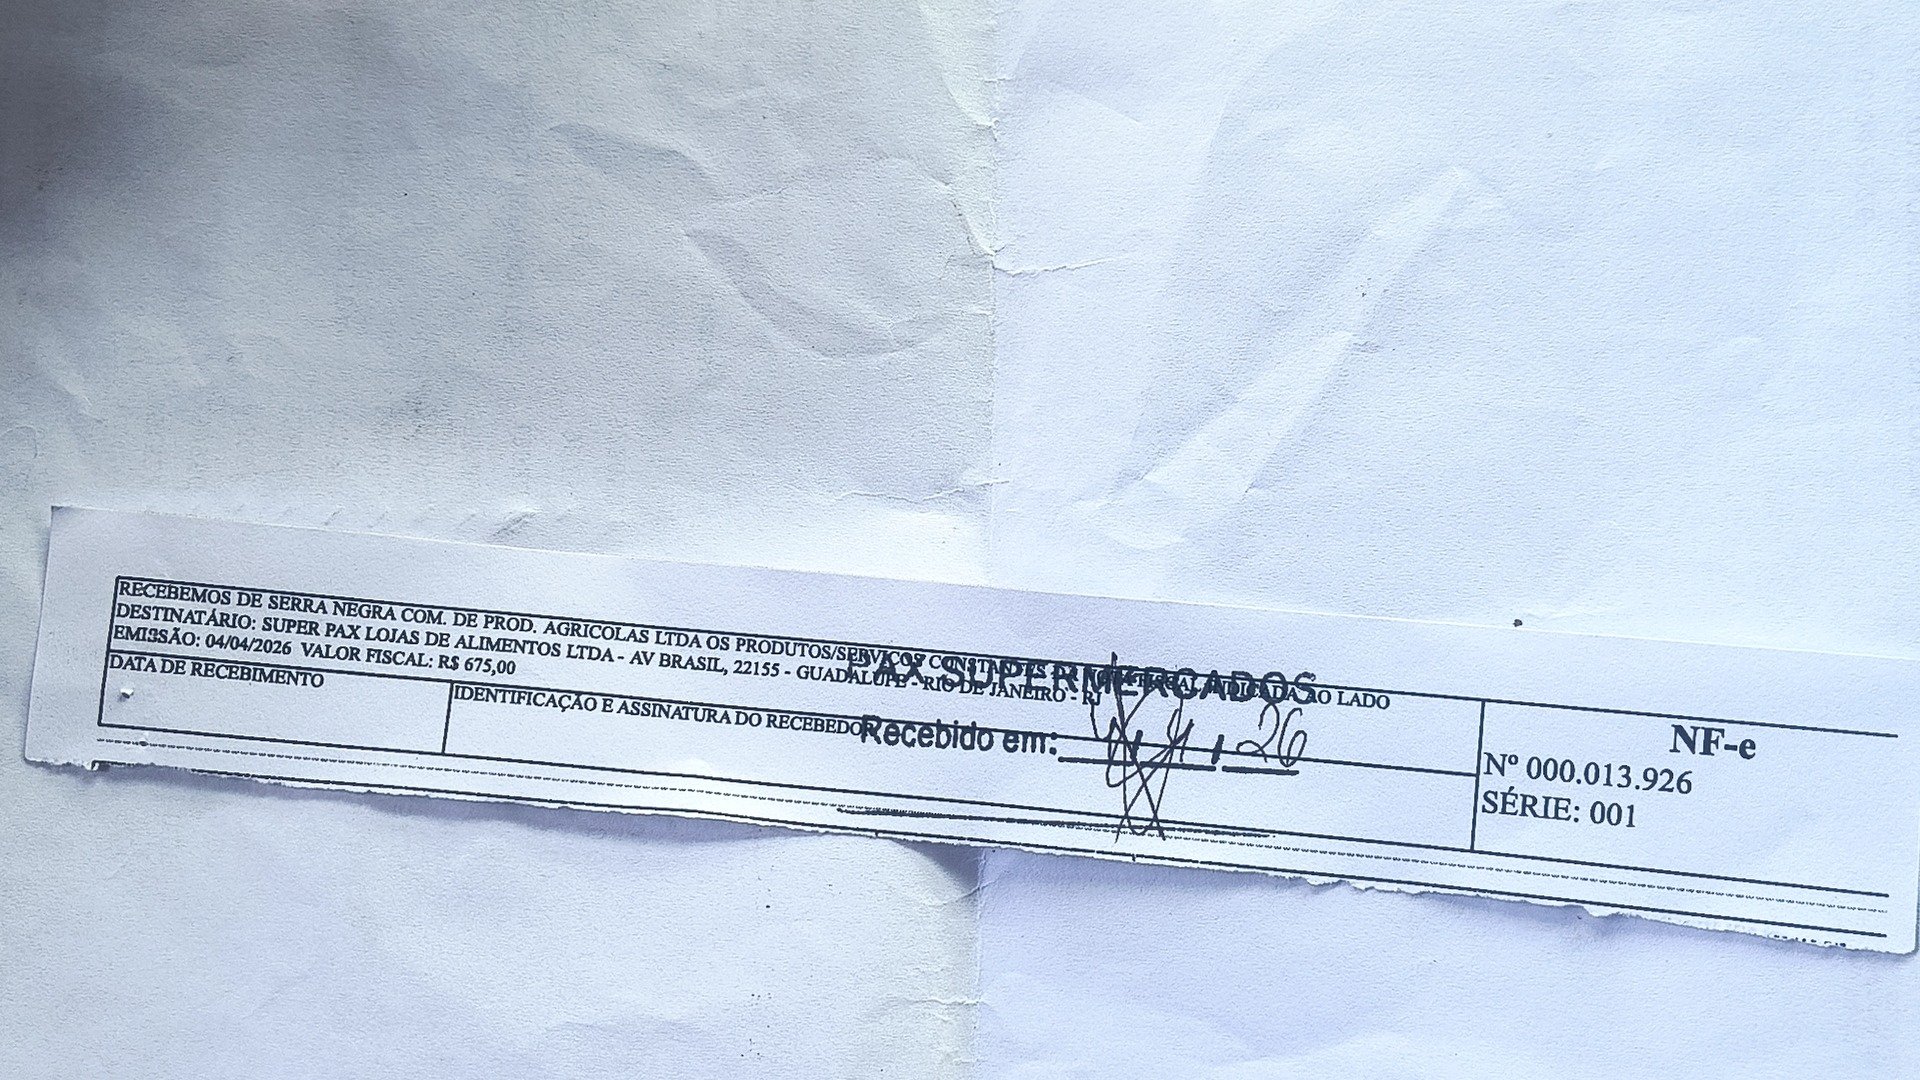 RECEBEMOS DE SERRA NEGRA COM. DE PROD. AGRICOLAS LTDA OS PRODUTOS/SERVIÇOS CONSTANTES DA NOTA FISCAL INDICADA AO LADO
DESTINATÁRIO: SUPER PAX LOJAS DE ALIMENTOS LTDA - AV BRASIL, 22155 - GUADALUPE - RIO DE JANEIRO - RJ
EMISSÃO: 04/04/2026 VALOR FISCAL: R$ 675,00
PAX SUPERMERCADOS
DATA DE RECEBIMENTO
IDENTIFICAÇÃO E ASSINATURA DO RECEBEDOR
Recebido em: / 4 / 26
NF-e
Nº 000.013.926
SÉRIE: 001